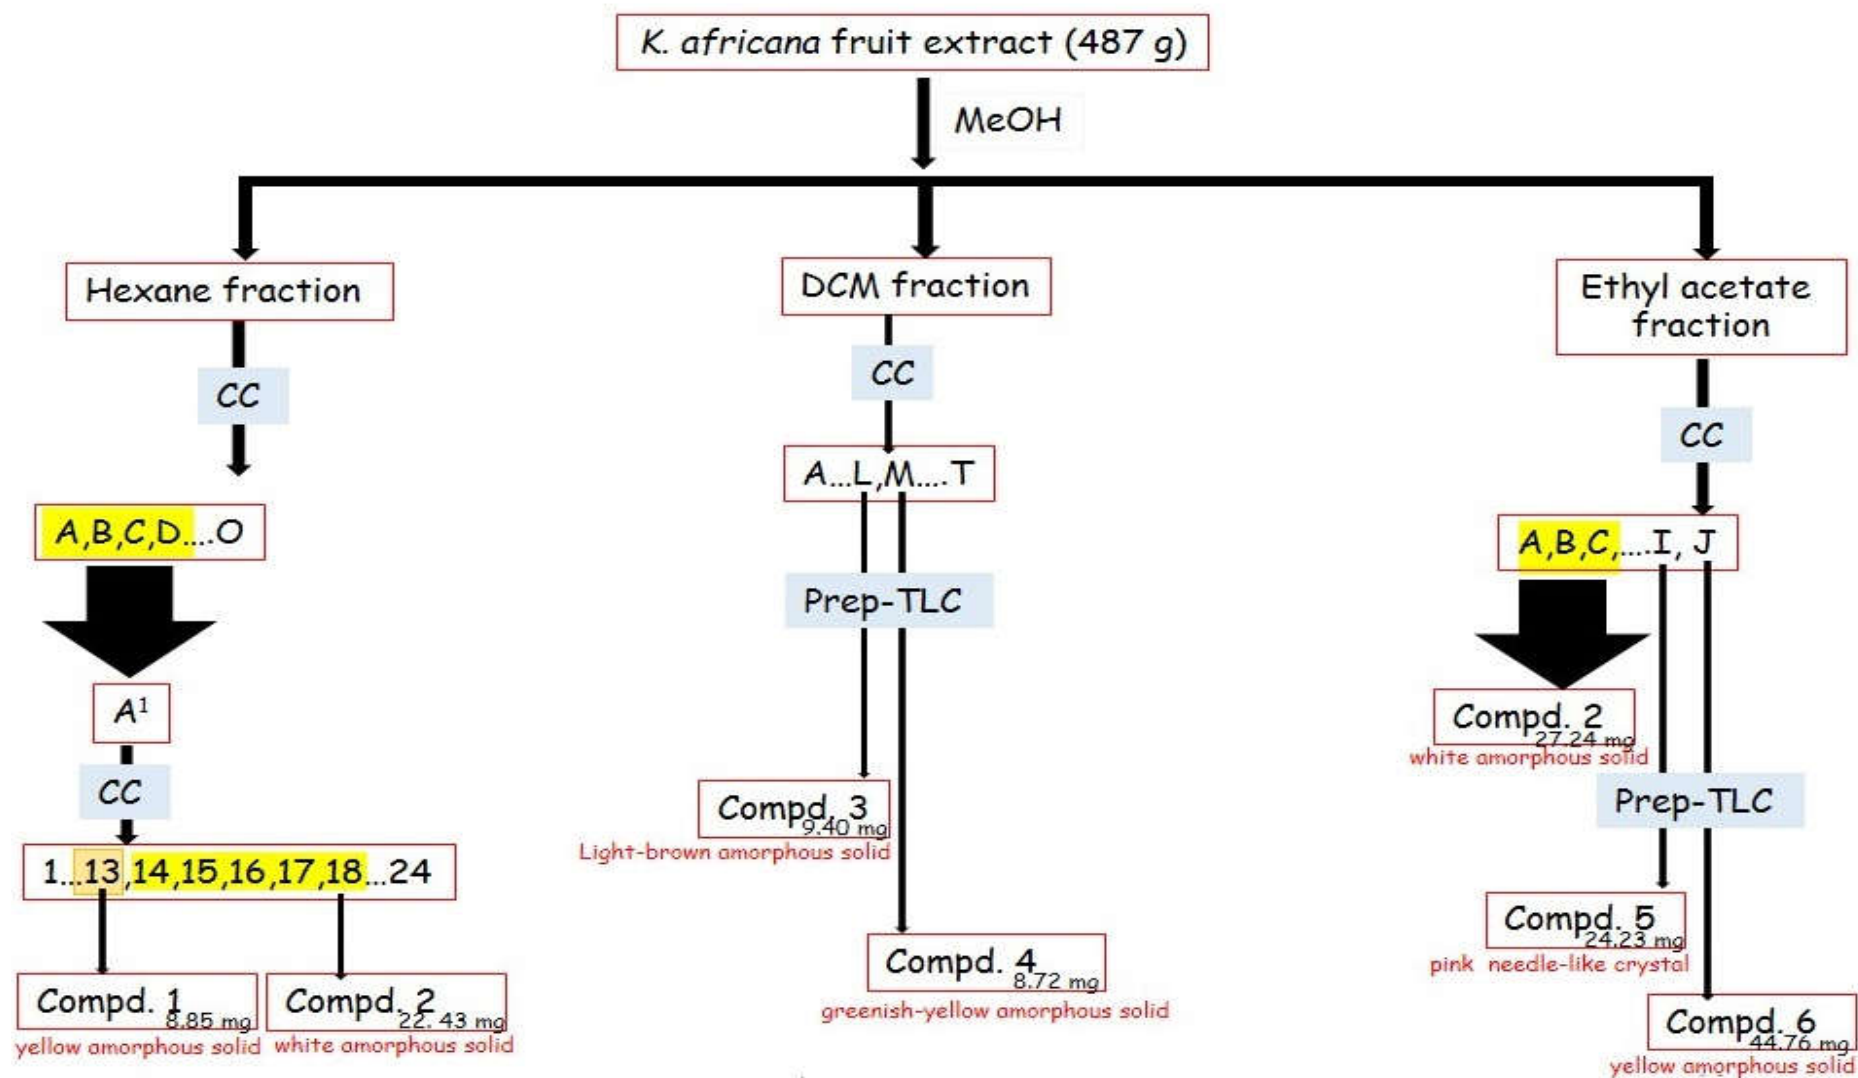 K. africana fruit extract (487 g)
MeOH
Hexane fraction
DCM fraction
Ethyl acetate
fraction
CC
CC
CC
A,B,C,D....O
A...L,M....T
A,B,C,....I, J
Prep-TLC
A¹
CC
1...13,14,15,16,17,18...24
Compd. 2
27.24 mg
white amorphous solid
Prep-TLC
Compd. 3
9.40 mg
Light-brown amorphous solid
Compd. 5
24.23 mg
pink needle-like crystal
Compd. 4
8.72 mg
greenish-yellow amorphous solid
Compd. 1
8.85 mg
yellow amorphous solid
Compd. 2
22. 43 mg
white amorphous solid
Compd. 6
44.76 mg
yellow amorphous solid